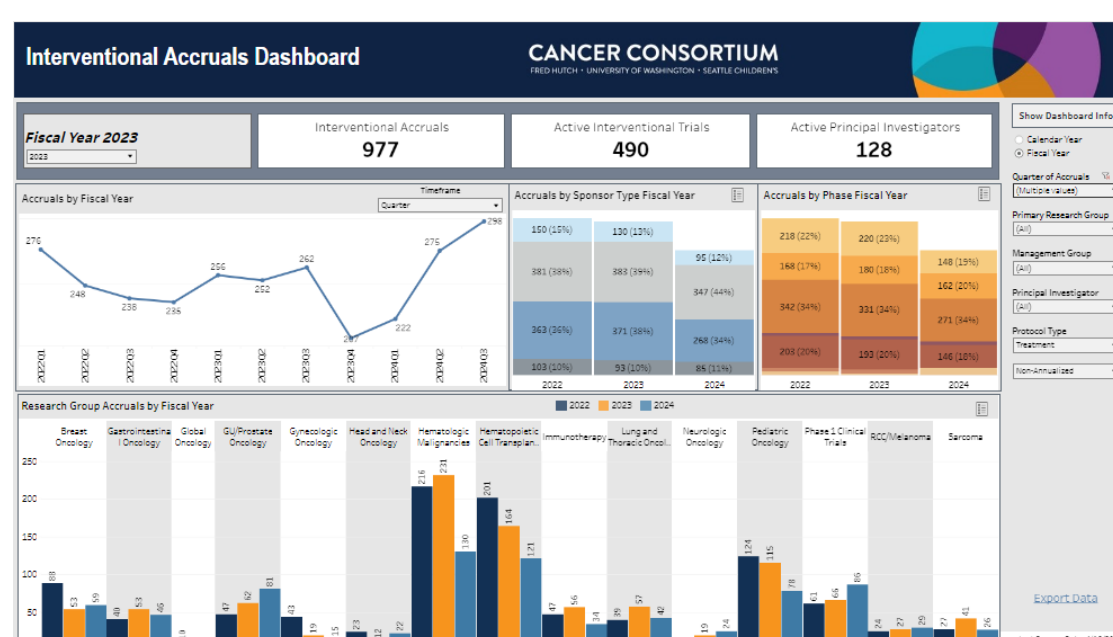 Interventional Accruals Dashboard
CANCER CONSORTIUM
FRED HUTCH • UNIVERSITY OF WASHINGTON • SEATTLE CHILDREN'S
Fiscal Year 2023
2023
Interventional Accruals
977
Active Interventional Trials
490
Active Principal Investigators
128
Show Dashboard Info
Calendar Year
Fiscal Year
Quarter of Accruals
(Multiple values)
Primary Research Group
(All)
Management Group
(All)
Principal Investigator
(All)
Protocol Type
Treatment
Non-Annualized
Export Data
Accruals by Fiscal Year
Timeframe
Quarter
276
248
238
235
256
252
262
222
275
298
2022Q1
2022Q2
2022Q3
2022Q4
2023Q1
2023Q2
2023Q3
2023Q4
2024Q1
2024Q2
2024Q3
Accruals by Sponsor Type Fiscal Year
150 (15%)
381 (38%)
363 (36%)
103 (10%)
2022
130 (13%)
383 (39%)
371 (38%)
93 (10%)
2023
95 (12%)
347 (44%)
268 (34%)
85 (11%)
2024
Accruals by Phase Fiscal Year
218 (22%)
168 (17%)
342 (34%)
203 (20%)
2022
220 (23%)
180 (18%)
331 (34%)
193 (20%)
2023
148 (19%)
162 (20%)
271 (34%)
146 (18%)
2024
Research Group Accruals by Fiscal Year
2022 2023 2024
Breast
Oncology
Gastrointestina
l Oncology
Global
Oncology
GU/Prostate
Oncology
Gynecologic
Oncology
Head and Neck
Oncology
Hematologic
Malignancies
Hematopoietic
Cell Transplan..
Immunotherapy
Lung and
Thoracic Oncol..
Neurologic
Oncology
Pediatric
Oncology
Phase 1 Clinical
Trials
RCC/Melanoma
Sarcoma
250
200
150
100
50
88 53 59
40 53 46
47 62 81
43 19 15
23 12 22
216 231 130
201 164 121
47 56 34
39 57 42
19 24
124 115 78
61 66 86
24 27 29
27 41 26